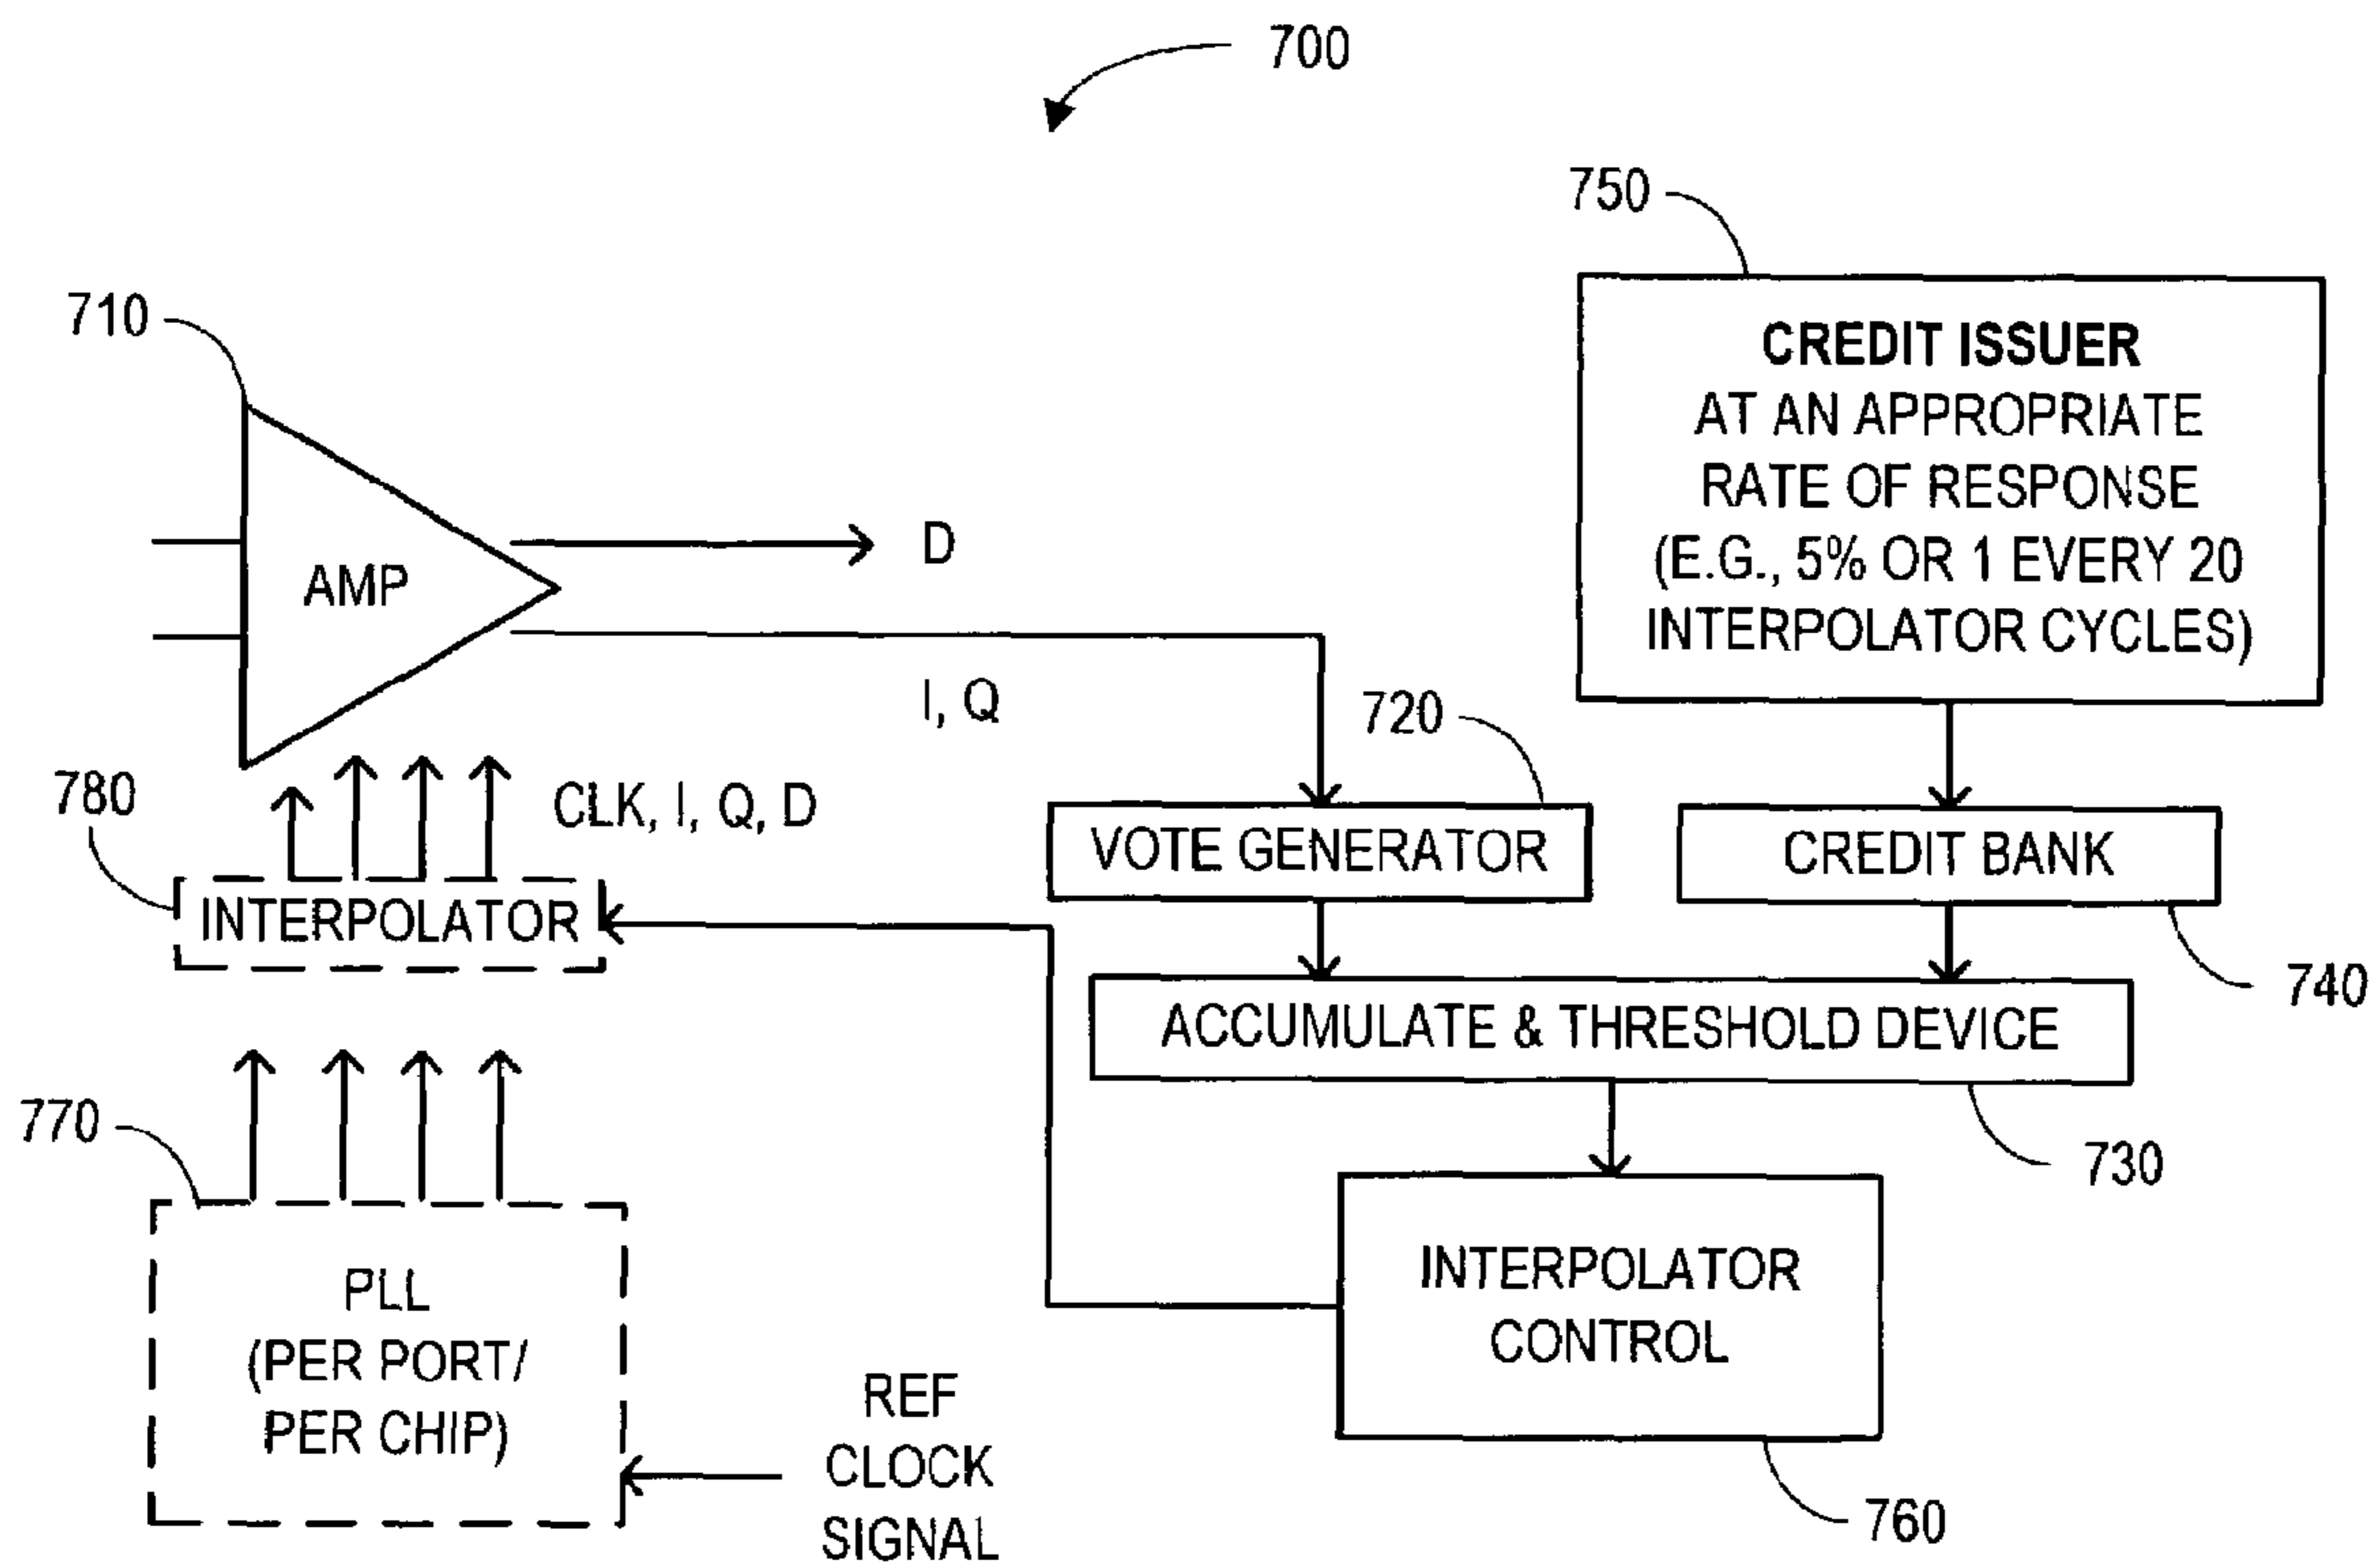 700
750
710
CREDIT ISSUER
AT AN APPROPRIATE
RATE OF RESPONSE
(E.G., 5% OR 1 EVERY 20
INTERPOLATOR CYCLES)
D
AMP
I, Q
720
780
CLK, I, Q, D
VOTE GENERATOR
CREDIT BANK
INTERPOLATOR
740
ACCUMULATE & THRESHOLD DEVICE
770
730
PLL
(PER PORT/
PER CHIP)
INTERPOLATOR
CONTROL
REF
CLOCK
SIGNAL
760